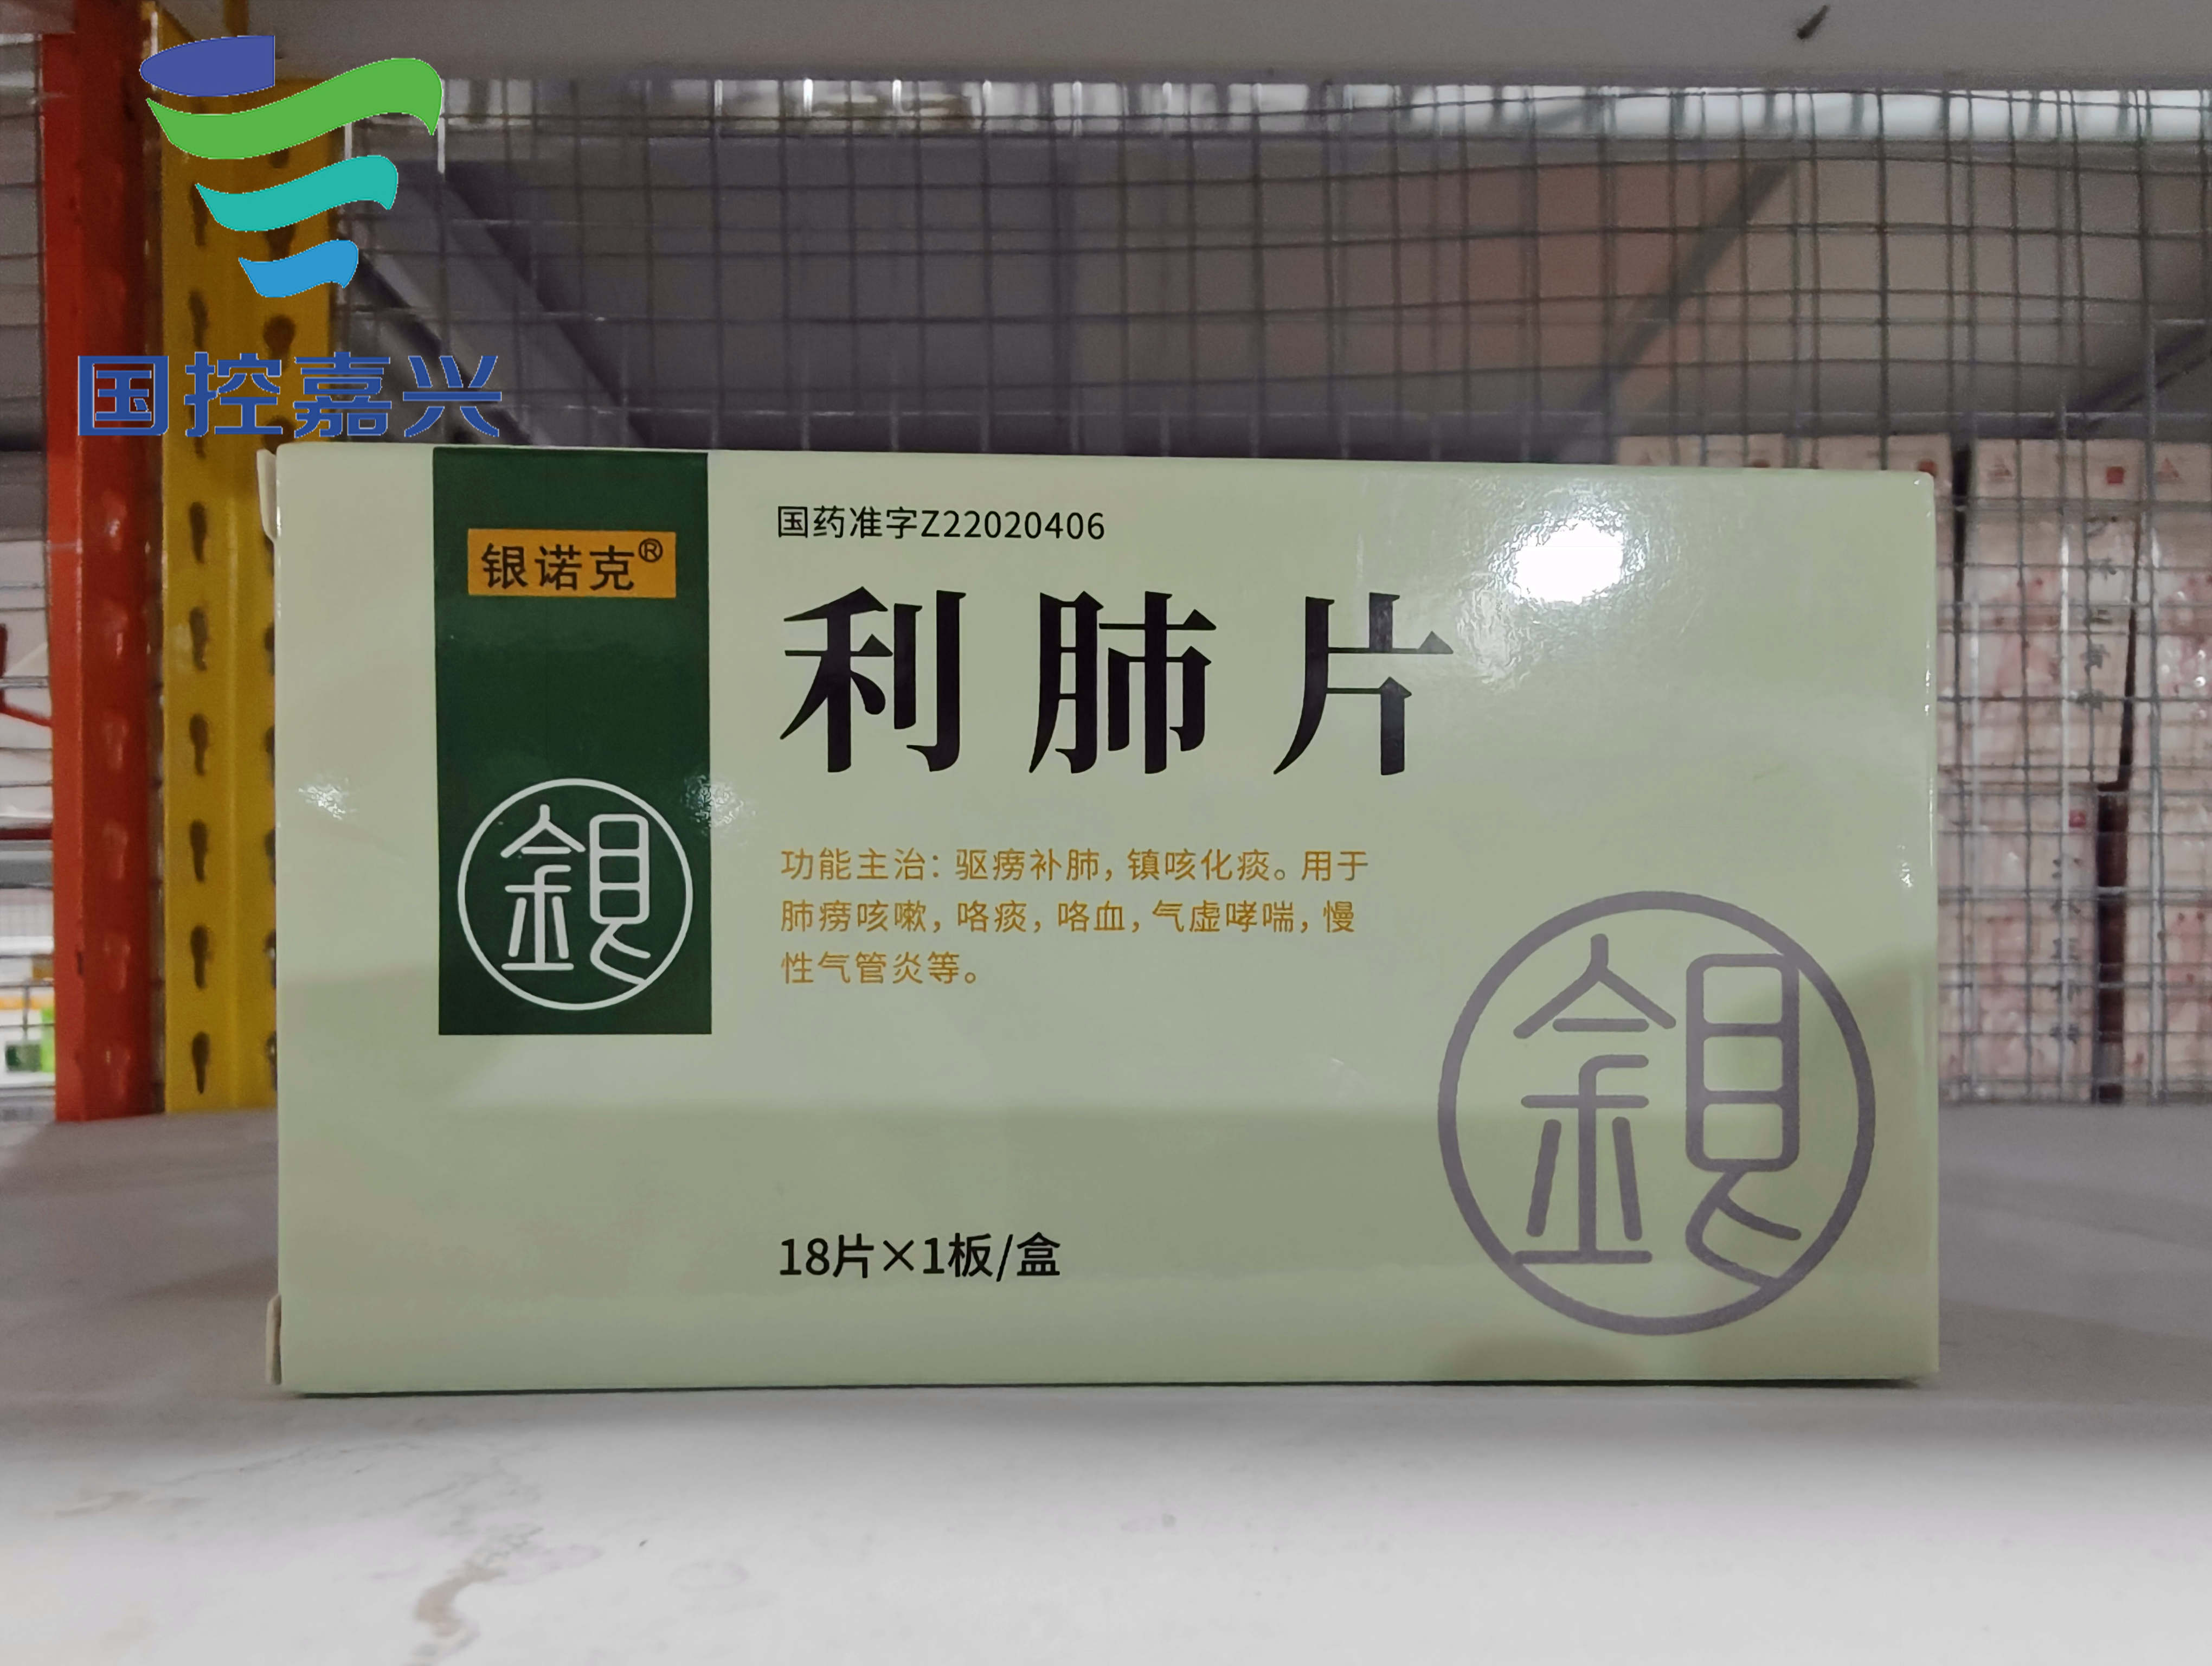 国控嘉兴
银诺克®
銀
国药准字Z22020406
利肺片
功能主治：驱痨补肺，镇咳化痰。用于
肺痨咳嗽，咯痰，咯血，气虚哮喘，慢
性气管炎等。
18片×1板/盒
銀